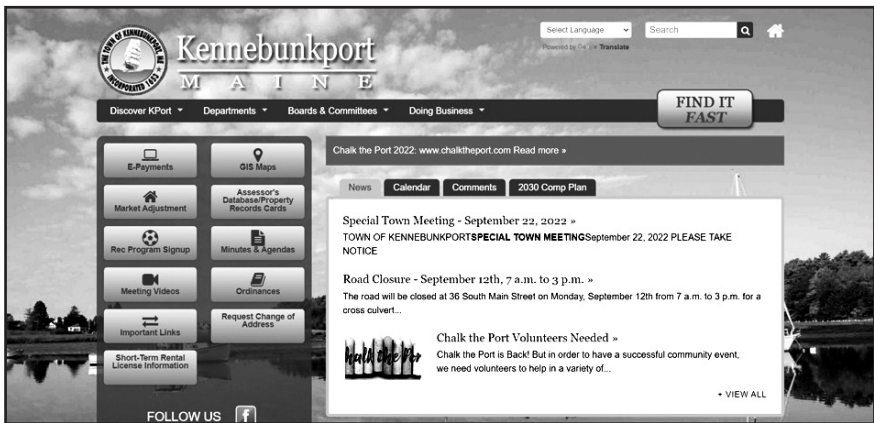 THE TOWN OF KENNEBUNKPORT, ME
INCORPORATED 1653
Kennebunkport
MAINE
Select Language
Search
Powered by Google Translate
Discover KPort
Departments
Boards & Committees
Doing Business
FIND IT
FAST
E-Payments
GIS Maps
Market Adjustment
Assessor's
Database/Property
Records Cards
Rec Program Signup
Minutes & Agendas
Meeting Videos
Ordinances
Important Links
Request Change of
Address
Short-Term Rental
License Information
FOLLOW US f
Chalk the Port 2022: www.chalktheport.com Read more »
News
Calendar
Comments
2030 Comp Plan
Special Town Meeting - September 22, 2022 »
TOWN OF KENNEBUNKPORTSPECIAL TOWN MEETINGSeptember 22, 2022 PLEASE TAKE
NOTICE
Road Closure - September 12th, 7 a.m. to 3 p.m. »
The road will be closed at 36 South Main Street on Monday, September 12th from 7 a.m. to 3 p.m. for a
cross culvert...
Chalk the Por
Chalk the Port Volunteers Needed »
Chalk the Port is Back! But in order to have a successful community event,
we need volunteers to help in a variety of...
+ VIEW ALL